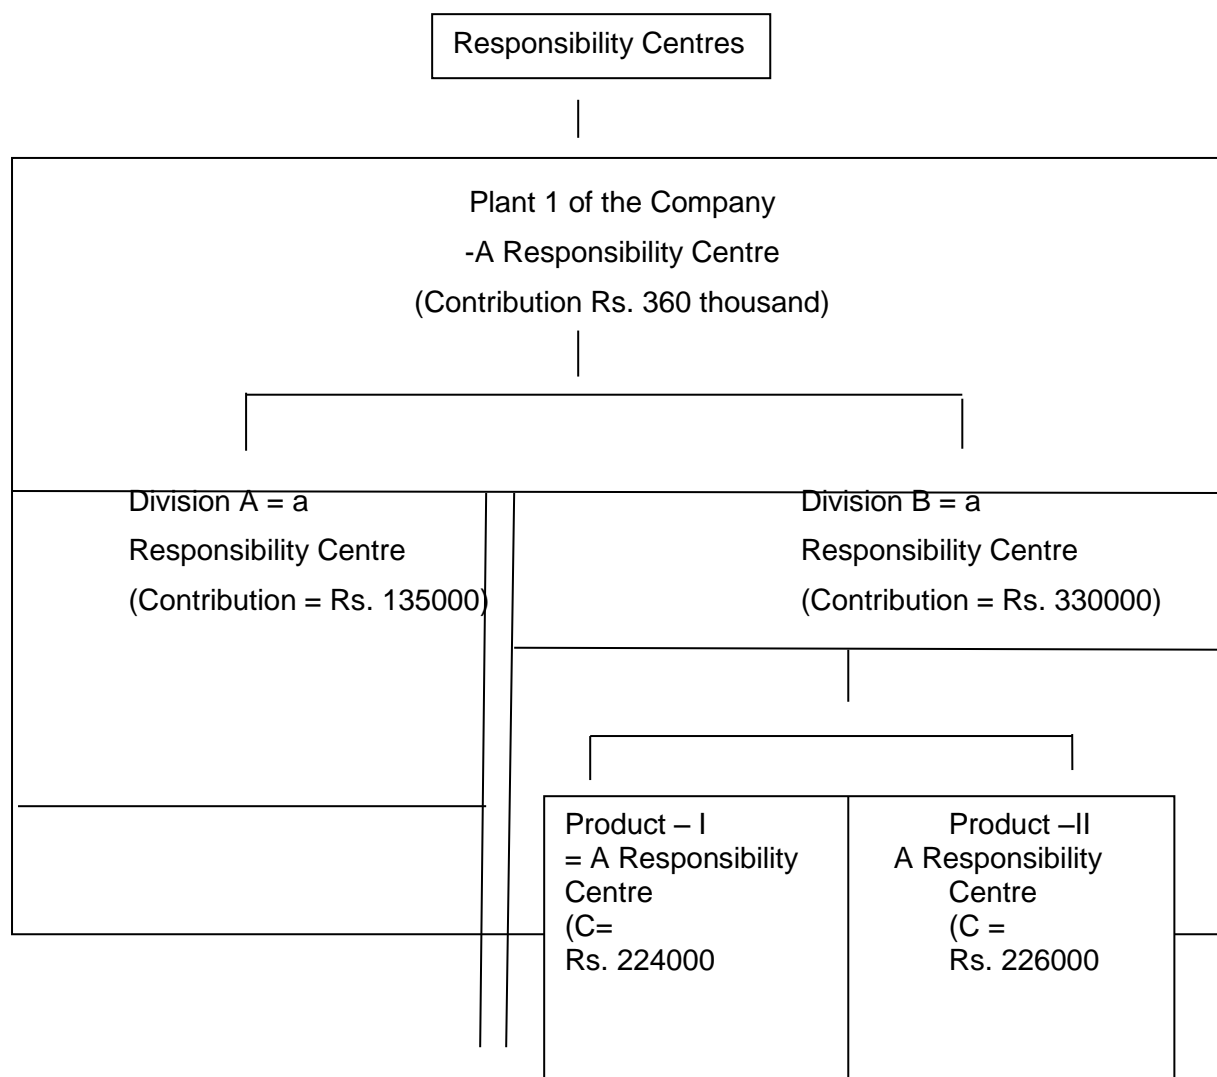 Responsibility Centres
Plant 1 of the Company
-A Responsibility Centre
(Contribution Rs. 360 thousand)
Division A = a
Responsibility Centre
(Contribution = Rs. 135000)
Division B = a
Responsibility Centre
(Contribution = Rs. 330000)
Product – I
= A Responsibility
Centre
(C=
Rs. 224000
Product –II
A Responsibility
Centre
(C =
Rs. 226000